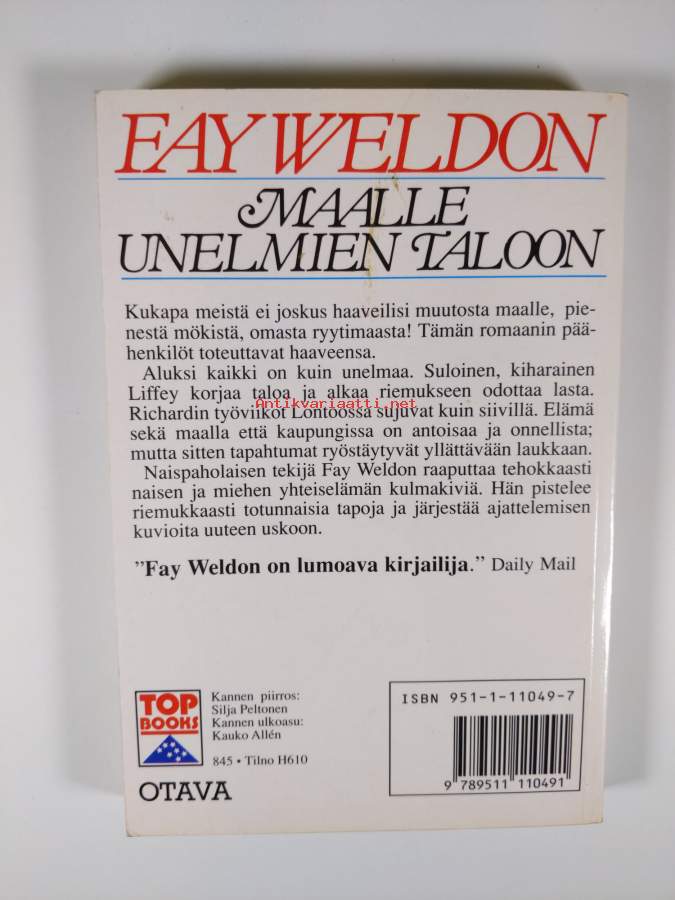 FAY WELDON
MAALLE
UNELMIEN TALOON
Kukapa meistä ei joskus haaveilisi muutosta maalle, pie-
nestä mökistä, omasta ryytimaasta! Tämän romaanin pää-
henkilöt toteuttavat haaveensa.
Aluksi kaikki on kuin unelmaa. Suloinen, kiharainen
Liffey korjaa taloa ja alkaa riemukseen odottaa lasta.
Antikvariaatti.net
Richardin työviikot Lontoossa sujuvat kuin siivillä. Elämä
sekä maalla että kaupungissa on antoisaa ja onnellista;
mutta sitten tapahtumat ryöstäytyvät yllättävään laukkaan.
Naispaholaisen tekijä Fay Weldon raaputtaa tehokkaasti
naisen ja miehen yhteiselämän kulmakiviä. Hän pistelee
riemukkaasti totunnaisia tapoja ja järjestää ajattelemisen
kuvioita uuteen uskoon.
”Fay Weldon on lumoava kirjailija.” Daily Mail
TOP
BOOKS
Kannen piirros:
Silja Peltonen
Kannen ulkoasu:
Kauko Allén
845 • Tilno H610
OTAVA
ISBN 951-1-11049-7
9 789511 110491